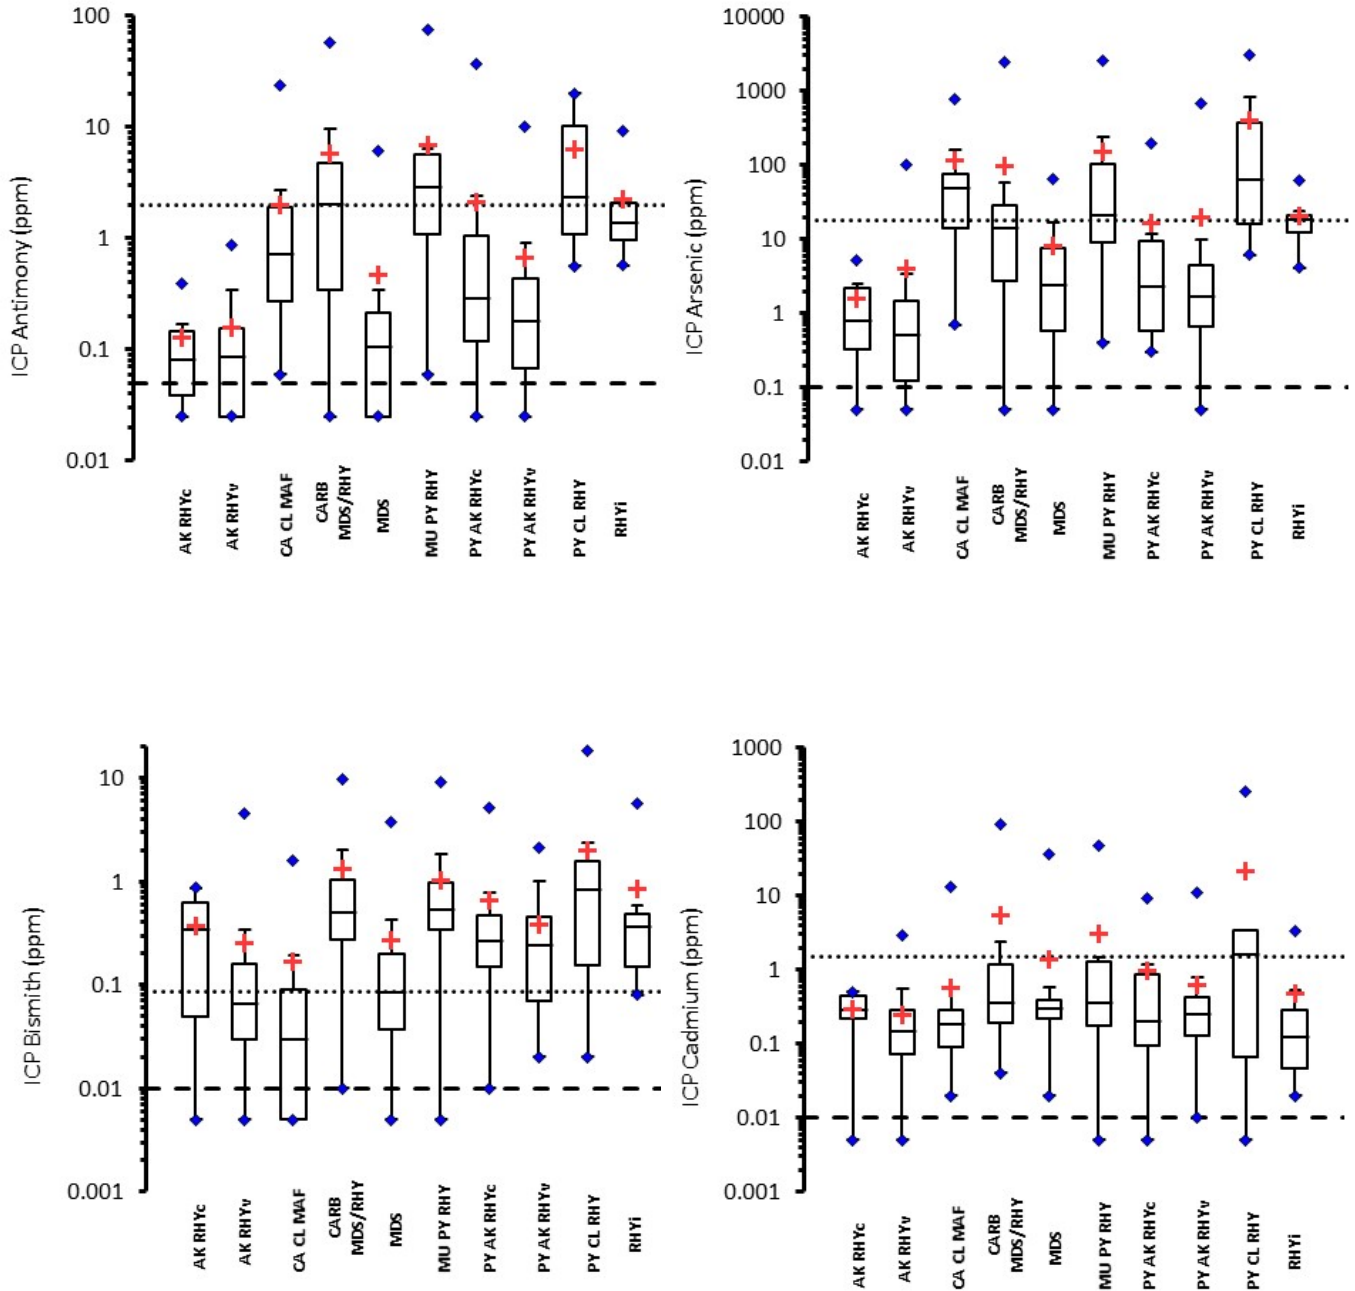 ICP Antimony (ppm)
100
10
1
0.1
0.01
AK RHYc
AK RHYv
CA CL MAF
CARB
MDS/RHY
MDS
MU PY RHY
PY AK RHYc
PY AK RHYv
PY CL RHY
RHYi
ICP Arsenic (ppm)
10000
1000
100
10
1
0.1
0.01
AK RHYc
AK RHYv
CA CL MAF
CARB
MDS/RHY
MDS
MU PY RHY
PY AK RHYc
PY AK RHYv
PY CL RHY
RHYi
ICP Bismith (ppm)
10
1
0.1
0.01
0.001
AK RHYc
AK RHYv
CA CL MAF
CARB
MDS/RHY
MDS
MU PY RHY
PY AK RHYc
PY AK RHYv
PY CL RHY
RHYi
ICP Cadmium (ppm)
1000
100
10
1
0.1
0.01
0.001
AK RHYc
AK RHYv
CA CL MAF
CARB
MDS/RHY
MDS
MU PY RHY
PY AK RHYc
PY AK RHYv
PY CL RHY
RHYi